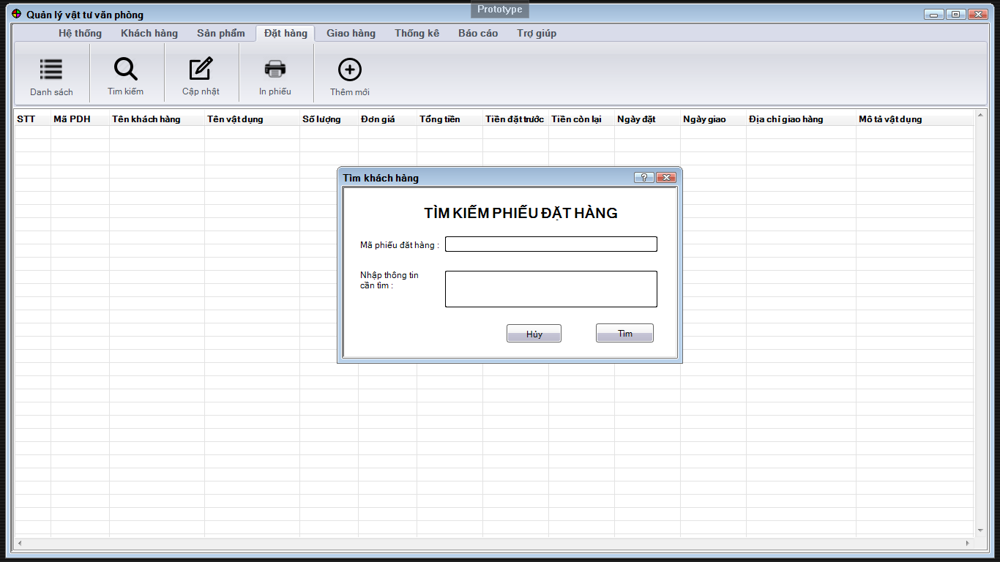 Prototype
Quản lý vật tư văn phòng
Hệ thống Khách hàng Sản phẩm Đặt hàng Giao hàng Thống kê Báo cáo Trợ giúp
Danh sách Tìm kiếm Cập nhật In phiếu Thêm mới
STT Mã PDH Tên khách hàng Tên vật dụng Số lượng Đơn giá Tổng tiền Tiền đặt trước Tiền còn lại Ngày đặt Ngày giao Địa chỉ giao hàng Mô tả vật dụng
Tìm khách hàng
TÌM KIẾM PHIẾU ĐẶT HÀNG
Mã phiếu đăt hàng :
Nhập thông tin
cần tìm :
Hủy Tìm